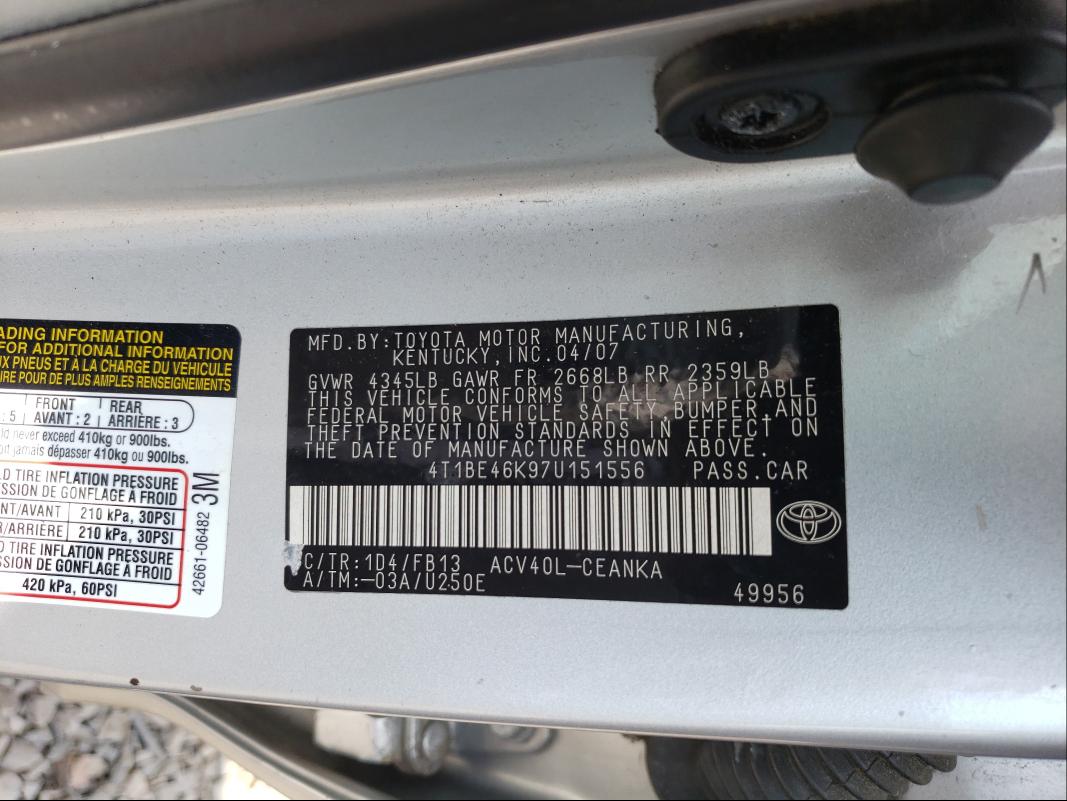 ADING INFORMATION
FOR ADDITIONAL INFORMATION
PNEUS ET À LA CHARGE DU VÉHICULE
POUR DE PLUS AMPLES RENSEIGNEMENTS
: 5 FRONT AVANT : 2 REAR ARRIÈRE : 3
never exceed 410kg or 900lbs.
jamais dépasser 410kg ou 900lbs.
TIRE INFLATION PRESSURE
DE GONFLAGE À FROID
NT/AVANT 210 kPa, 30PSI
/ARRIÈRE 210 kPa, 30PSI
TIRE INFLATION PRESSURE
DE GONFLAGE À FROID
420 kPa, 60PSI
42661-06482 3M
MFD.BY:TOYOTA MOTOR MANUFACTURING,
KENTUCKY, INC.04/07
GVWR 4345LB GAWR FR 2668LB RR 2359LB
THIS VEHICLE CONFORMS TO ALL APPLICABLE
FEDERAL MOTOR VEHICLE SAFETY BUMPER,AND
THEFT PREVENTION STANDARDS IN EFFECT ON
THE DATE OF MANUFACTURE SHOWN ABOVE.
4T1BE46K97U151556 PASS.CAR
C/TR:1D4/FB13 ACV40L-CEANKA
A/TM:-03A/U250E
49956